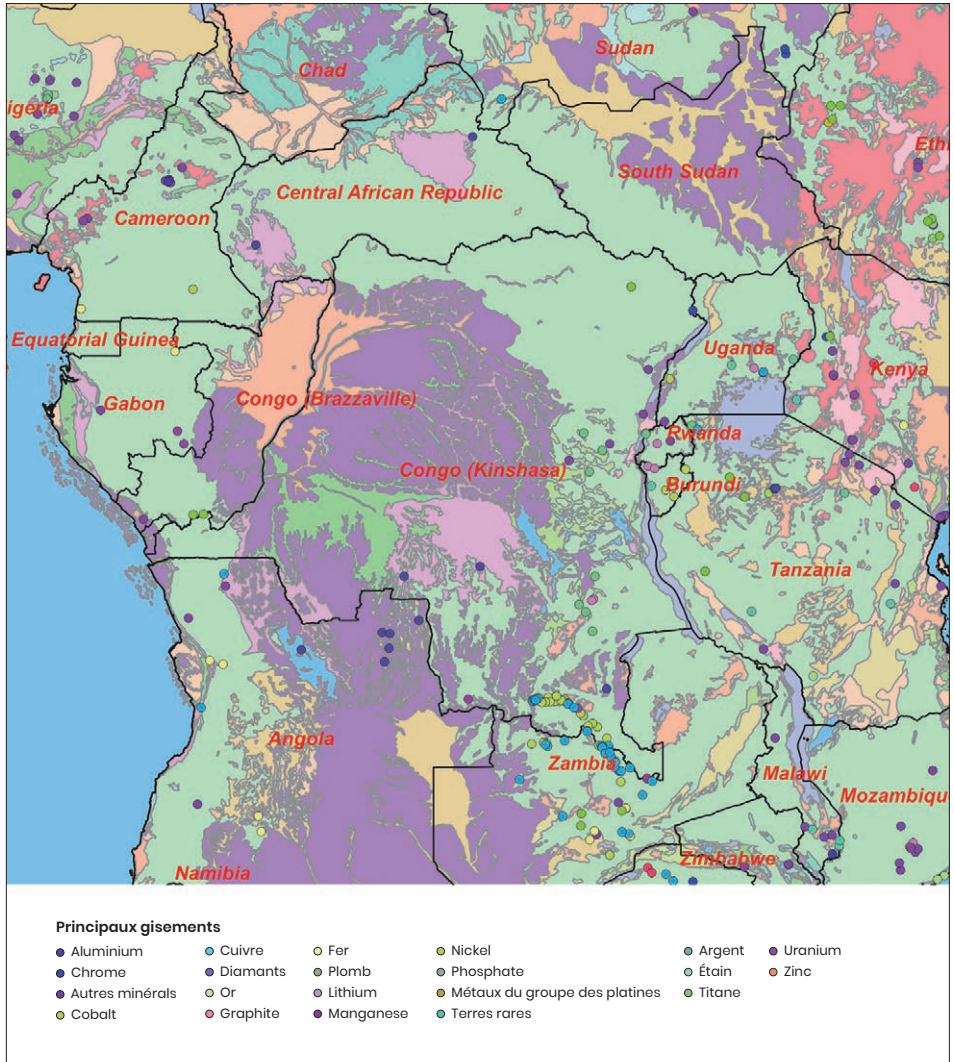 Sudan
Chad
igéria
Eth
South Sudan
Central African Republic
Cameroon
Equatorial Guinea
Uganda
Kenya
Gabon
Congo (Brazzaville)
Rwanda
Congo (Kinshasa)
Burundi
Tanzania
Angola
Zambia
Malawi
Mozambiqu
Zimbabwe
Namibia
Principaux gisements
Aluminium
Chrome
Autres minérals
Cobalt
Cuivre
Diamants
Or
Graphite
Fer
Plomb
Lithium
Manganese
Nickel
Phosphate
Métaux du groupe des platines
Terres rares
Argent
Étain
Titane
Uranium
Zinc